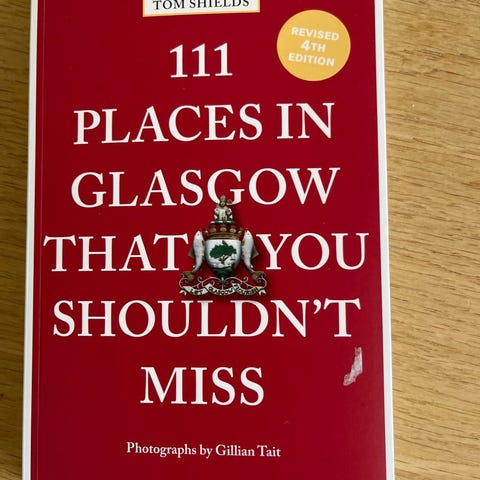 TOM SHIELDS
REVISED
4TH
EDITION
111
PLACES IN
GLASGOW
THAT YOU
SHOULDN'T
MISS
Photographs by Gillian Tait